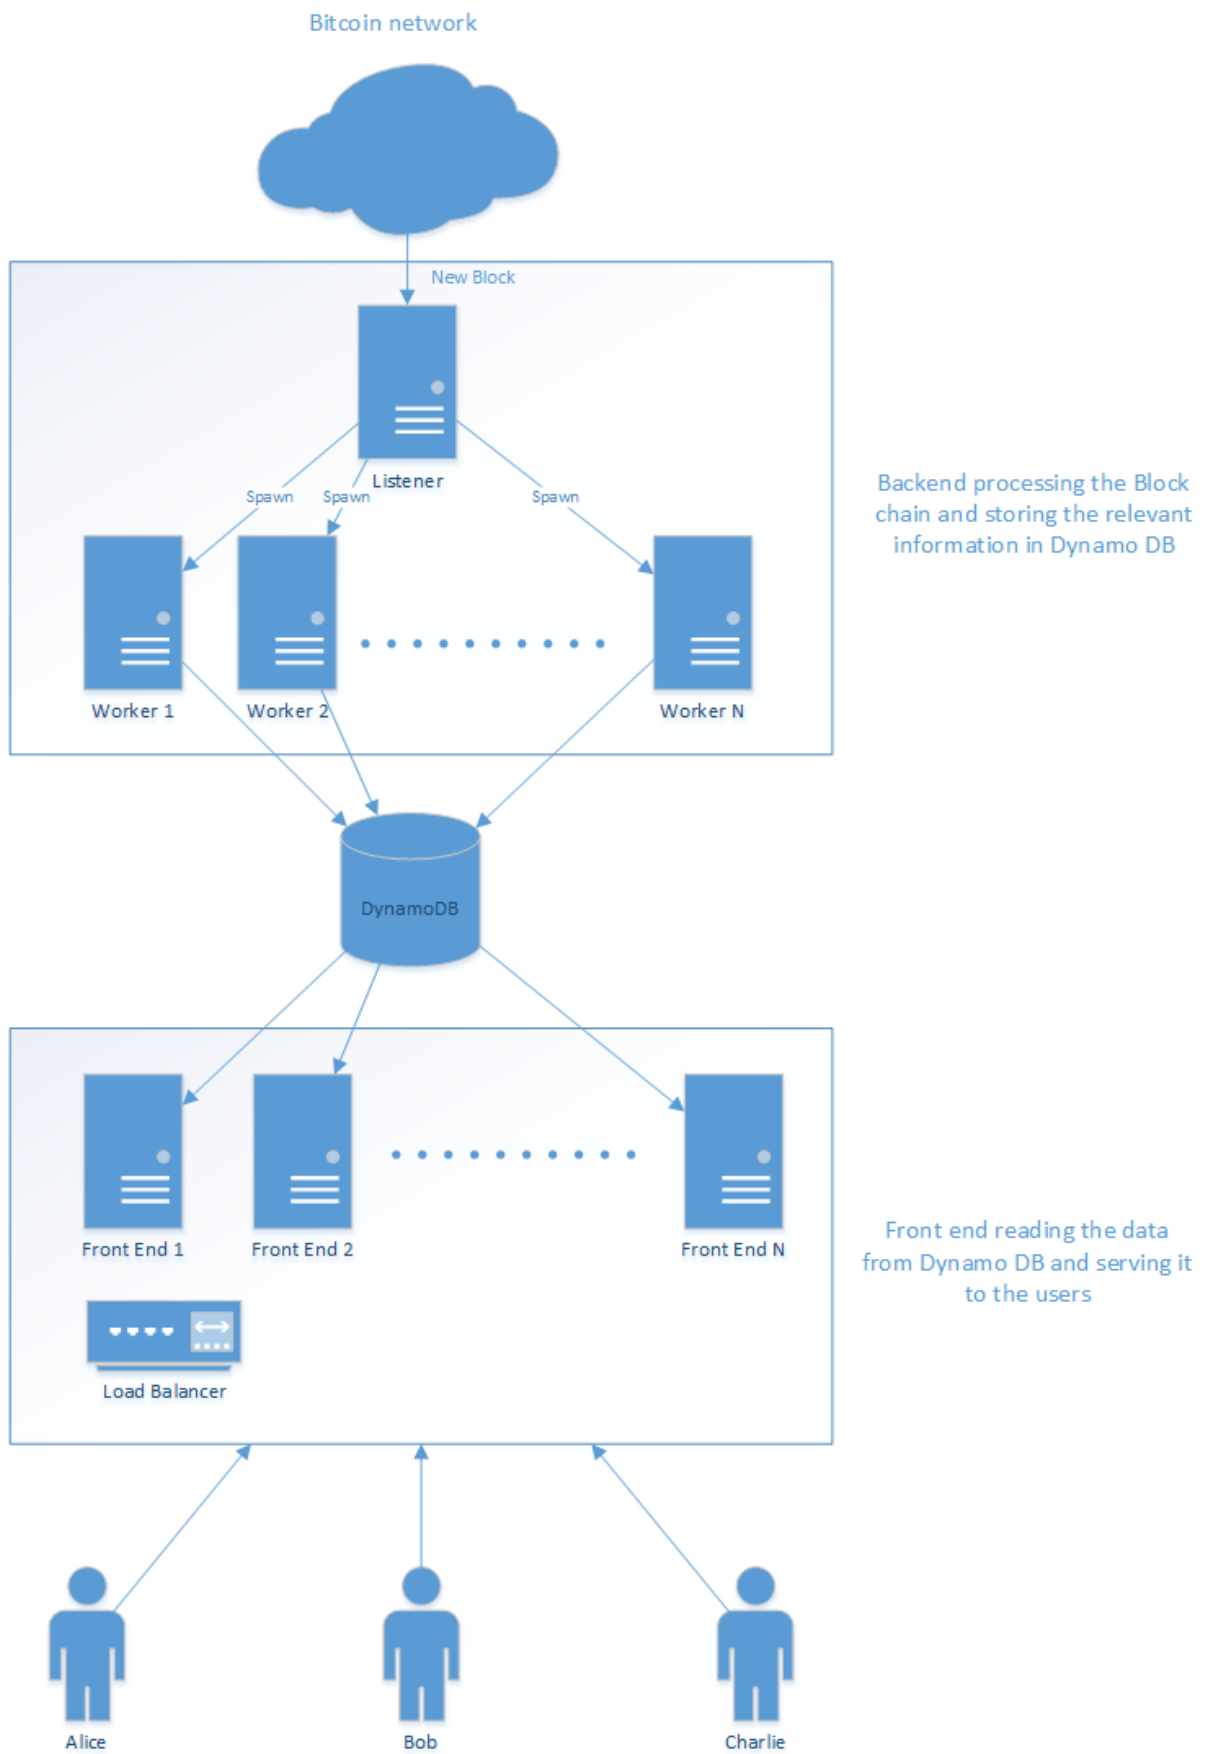 Bitcoin network
New Block
Listener
Spawn
Spawn
Spawn
Backend processing the Block
chain and storing the relevant
information in Dynamo DB
Worker 1
Worker 2
Worker N
DynamoDB
Front End 1
Front End 2
Front End N
Front end reading the data
from Dynamo DB and serving it
to the users
Load Balancer
Alice
Bob
Charlie